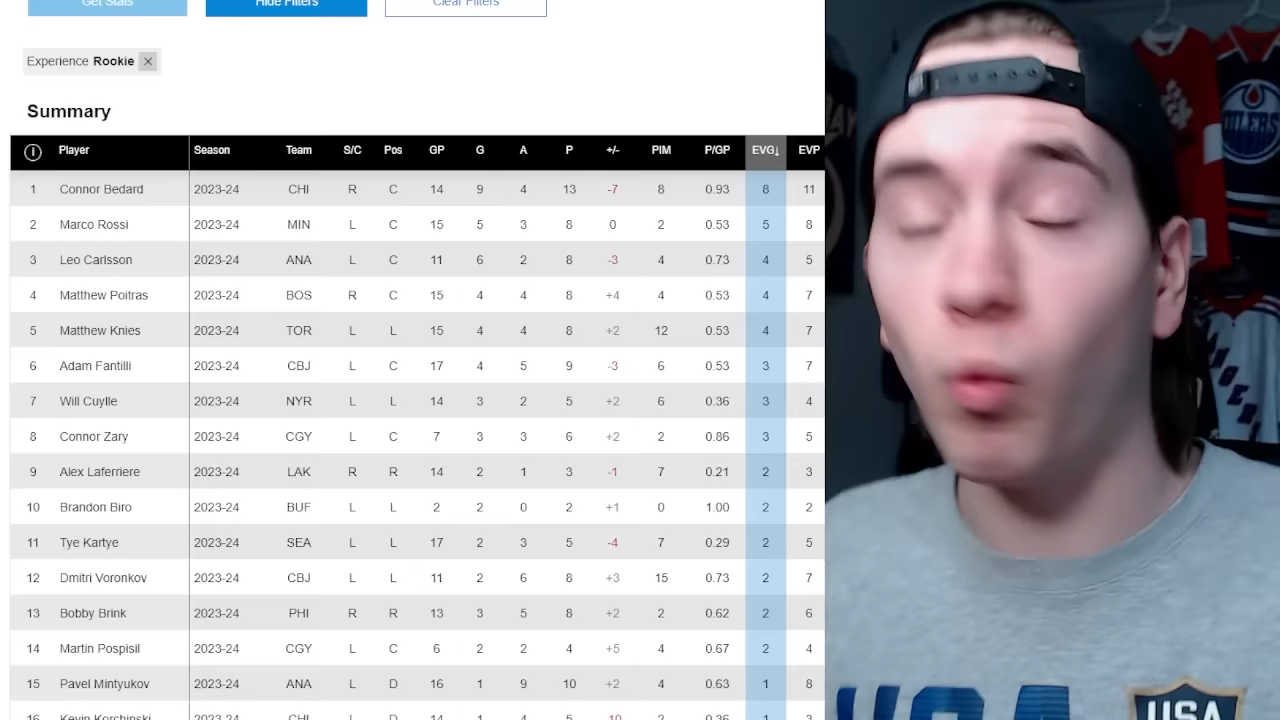 Get Stats Hide Filters Clear Filters
Experience Rookie ×
Summary
i Player Season Team S/C Pos GP G A P +/- PIM P/GP EVG↓ EVP
1 Connor Bedard 2023-24 CHI R C 14 9 4 13 -7 8 0.93 8 11
2 Marco Rossi 2023-24 MIN L C 15 5 3 8 0 2 0.53 5 8
3 Leo Carlsson 2023-24 ANA L C 11 6 2 8 -3 4 0.73 4 5
4 Matthew Poitras 2023-24 BOS R C 15 4 4 8 +4 4 0.53 4 7
5 Matthew Knies 2023-24 TOR L L 15 4 4 8 +2 12 0.53 4 7
6 Adam Fantilli 2023-24 CBJ L C 17 4 5 9 -3 6 0.53 3 7
7 Will Cuylle 2023-24 NYR L L 14 3 2 5 +2 6 0.36 3 4
8 Connor Zary 2023-24 CGY L C 7 3 3 6 +2 2 0.86 3 5
9 Alex Laferriere 2023-24 LAK R R 14 2 1 3 -1 7 0.21 2 3
10 Brandon Biro 2023-24 BUF L L 2 2 0 2 +1 0 1.00 2 2
11 Tye Kartye 2023-24 SEA L L 17 2 3 5 -4 7 0.29 2 5
12 Dmitri Voronkov 2023-24 CBJ L L 11 2 6 8 +3 15 0.73 2 7
13 Bobby Brink 2023-24 PHI R R 13 3 5 8 +2 2 0.62 2 6
14 Martin Pospisil 2023-24 CGY L C 6 2 2 4 +5 4 0.67 2 4
15 Pavel Mintyukov 2023-24 ANA L D 16 1 9 10 +2 4 0.63 1 8
16 Kevin Korchinski 2023-24 CHI L D 14 1 4 5 -10 2 0.36 1 3
OILERS
USA
USA